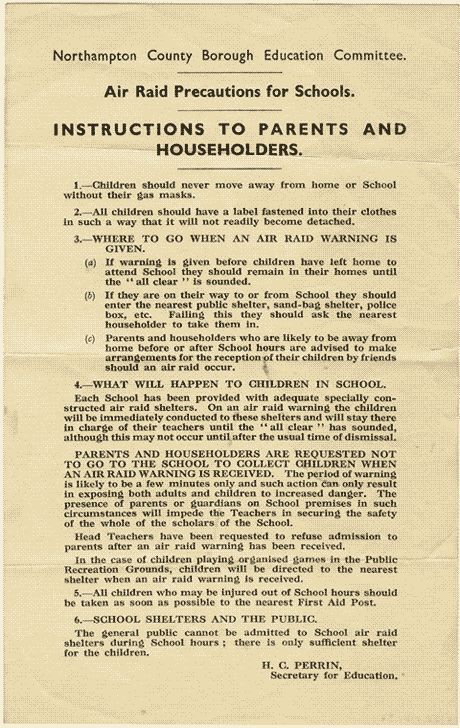 Northampton County Borough Education Committee.
Air Raid Precautions for Schools.
INSTRUCTIONS TO PARENTS AND
HOUSEHOLDERS.
1.—Children should never move away from home or School
without their gas masks.
2.—All children should have a label fastened into their clothes
in such a way that it will not readily become detached.
3.—WHERE TO GO WHEN AN AIR RAID WARNING IS
GIVEN.
(a) If warning is given before children have left home to
attend School they should remain in their homes until
the "all clear" is sounded.
(b) If they are on their way to or from School they should
enter the nearest public shelter, sand-bag shelter, police
box, etc. Failing this they should ask the nearest
householder to take them in.
(c) Parents and householders who are likely to be away from
home before or after School hours are advised to make
arrangements for the reception of their children by friends
should an air raid occur.
4.—WHAT WILL HAPPEN TO CHILDREN IN SCHOOL.
Each School has been provided with adequate specially con-
structed air raid shelters. On an air raid warning the children
will be immediately conducted to these shelters and will stay there
in charge of their teachers until the "all clear" has sounded,
although this may not occur until after the usual time of dismissal.
PARENTS AND HOUSEHOLDERS ARE REQUESTED NOT
TO GO TO THE SCHOOL TO COLLECT CHILDREN WHEN
AN AIR RAID WARNING IS RECEIVED. The period of warning
is likely to be a few minutes only and such action can only result
in exposing both adults and children to increased danger. The
presence of parents or guardians on School premises in such
circumstances will impede the Teachers in securing the safety
of the whole of the scholars of the School.
Head Teachers have been requested to refuse admission to
parents after an air raid warning has been received.
In the case of children playing organised games in the Public
Recreation Grounds, children will be directed to the nearest
shelter when an air raid warning is received.
5.—All children who may be injured out of School hours should
be taken as soon as possible to the nearest First Aid Post.
6.—SCHOOL SHELTERS AND THE PUBLIC.
The general public cannot be admitted to School air raid
shelters during School hours; there is only sufficient shelter
for the children.
H. C. PERRIN,
Secretary for Education.